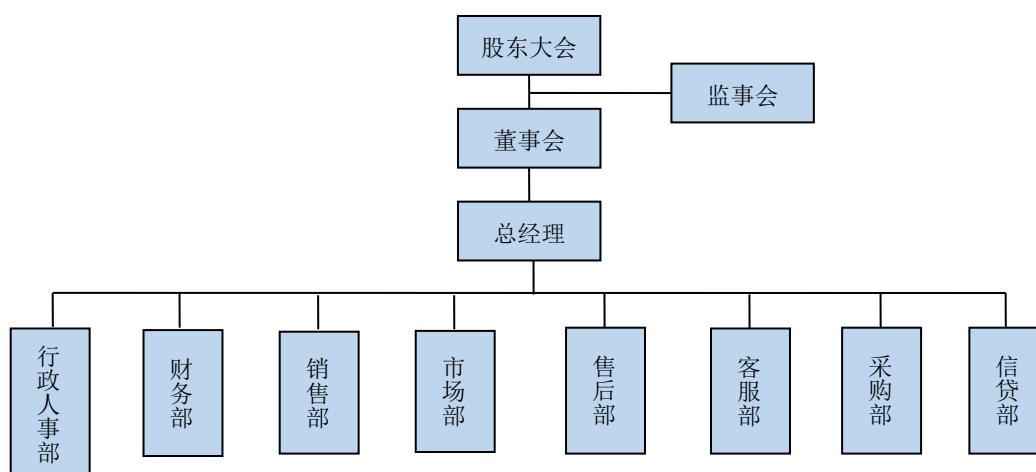 股东大会
监事会
董事会
总经理
行政人事部
财务部
销售部
市场部
售后部
客服部
采购部
信贷部